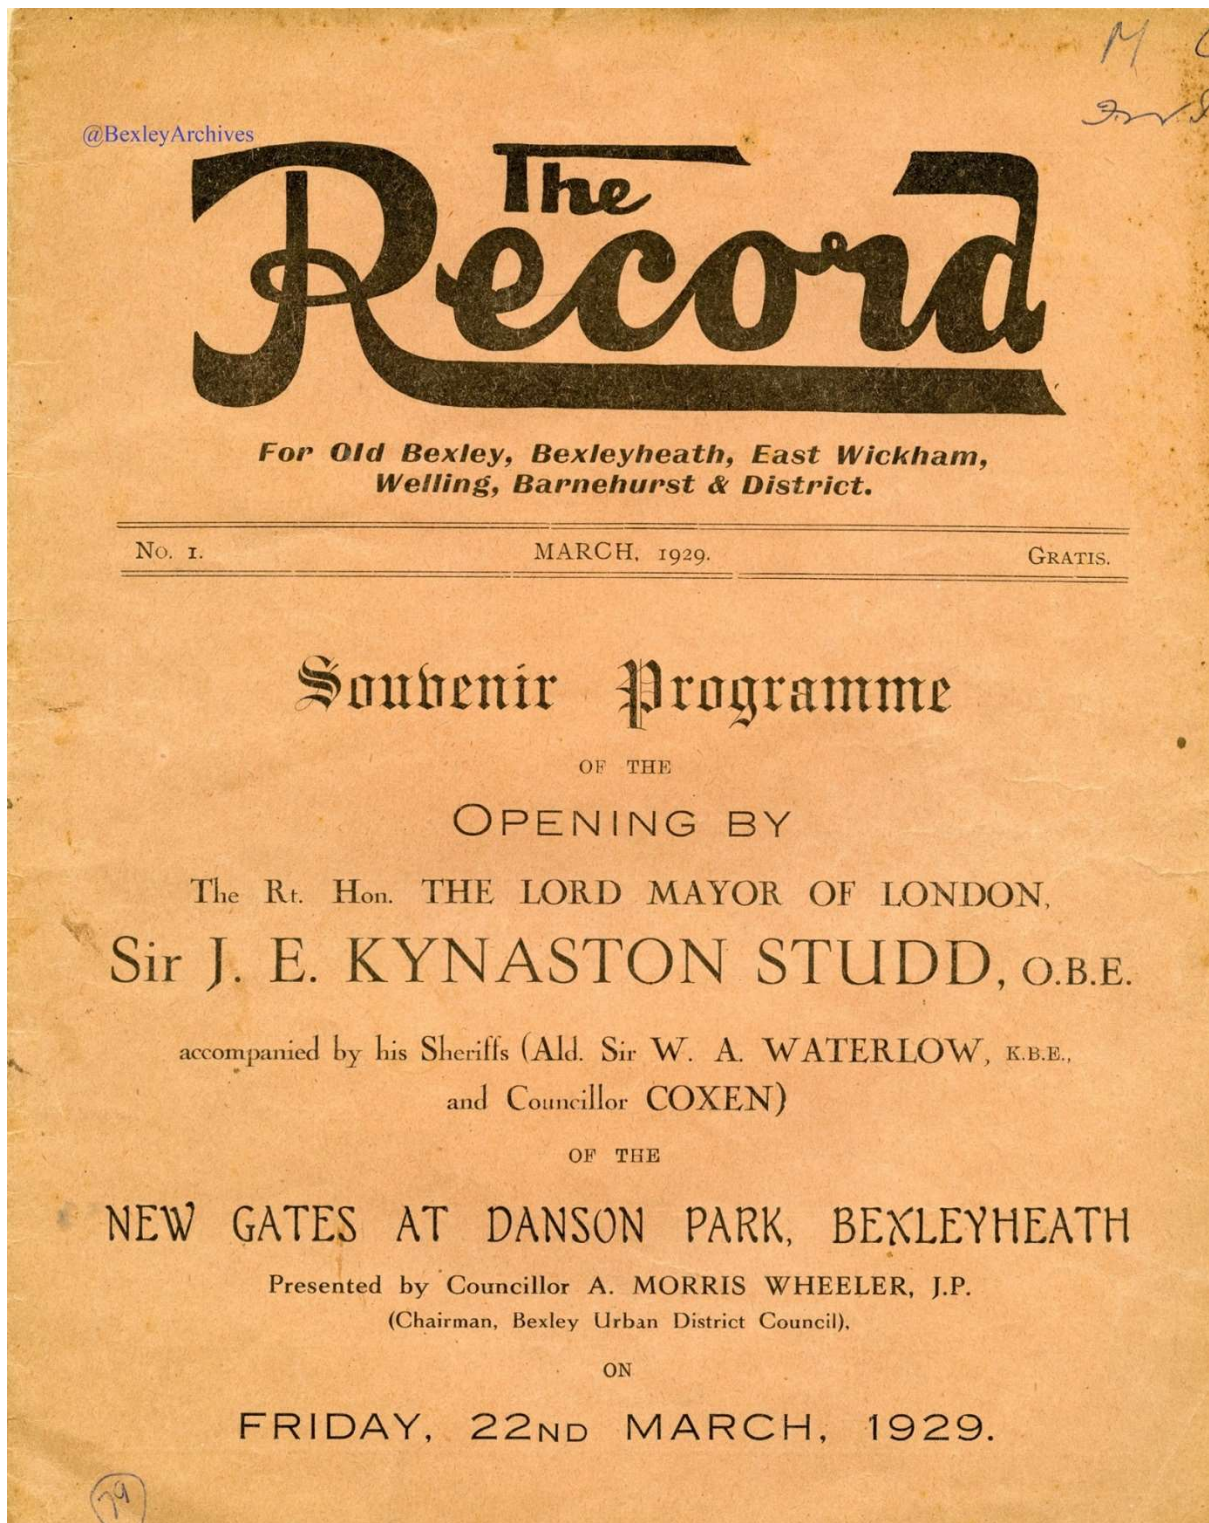 @BexleyArchives
The
Record
For Old Bexley, Bexleyheath, East Wickham,
Welling, Barnehurst & District.
No. 1. MARCH, 1929. GRATIS.
Souvenir Programme
OF THE
OPENING BY
The Rt. Hon. THE LORD MAYOR OF LONDON,
Sir J. E. KYNASTON STUDD, O.B.E.
accompanied by his Sheriffs (Ald. Sir W. A. WATERLOW, K.B.E.,
and Councillor COXEN)
OF THE
NEW GATES AT DANSON PARK, BEXLEYHEATH
Presented by Councillor A. MORRIS WHEELER, J.P.
(Chairman, Bexley Urban District Council),
ON
FRIDAY, 22ND MARCH, 1929.